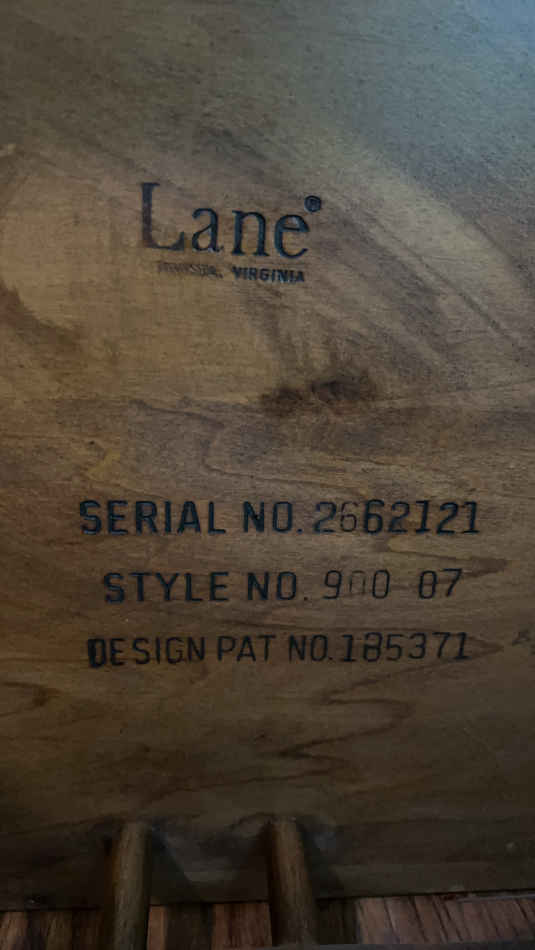 Lane®
VIRGINIA
SERIAL NO. 2662121
STYLE NO. 900 07
DESIGN PAT NO. 185371